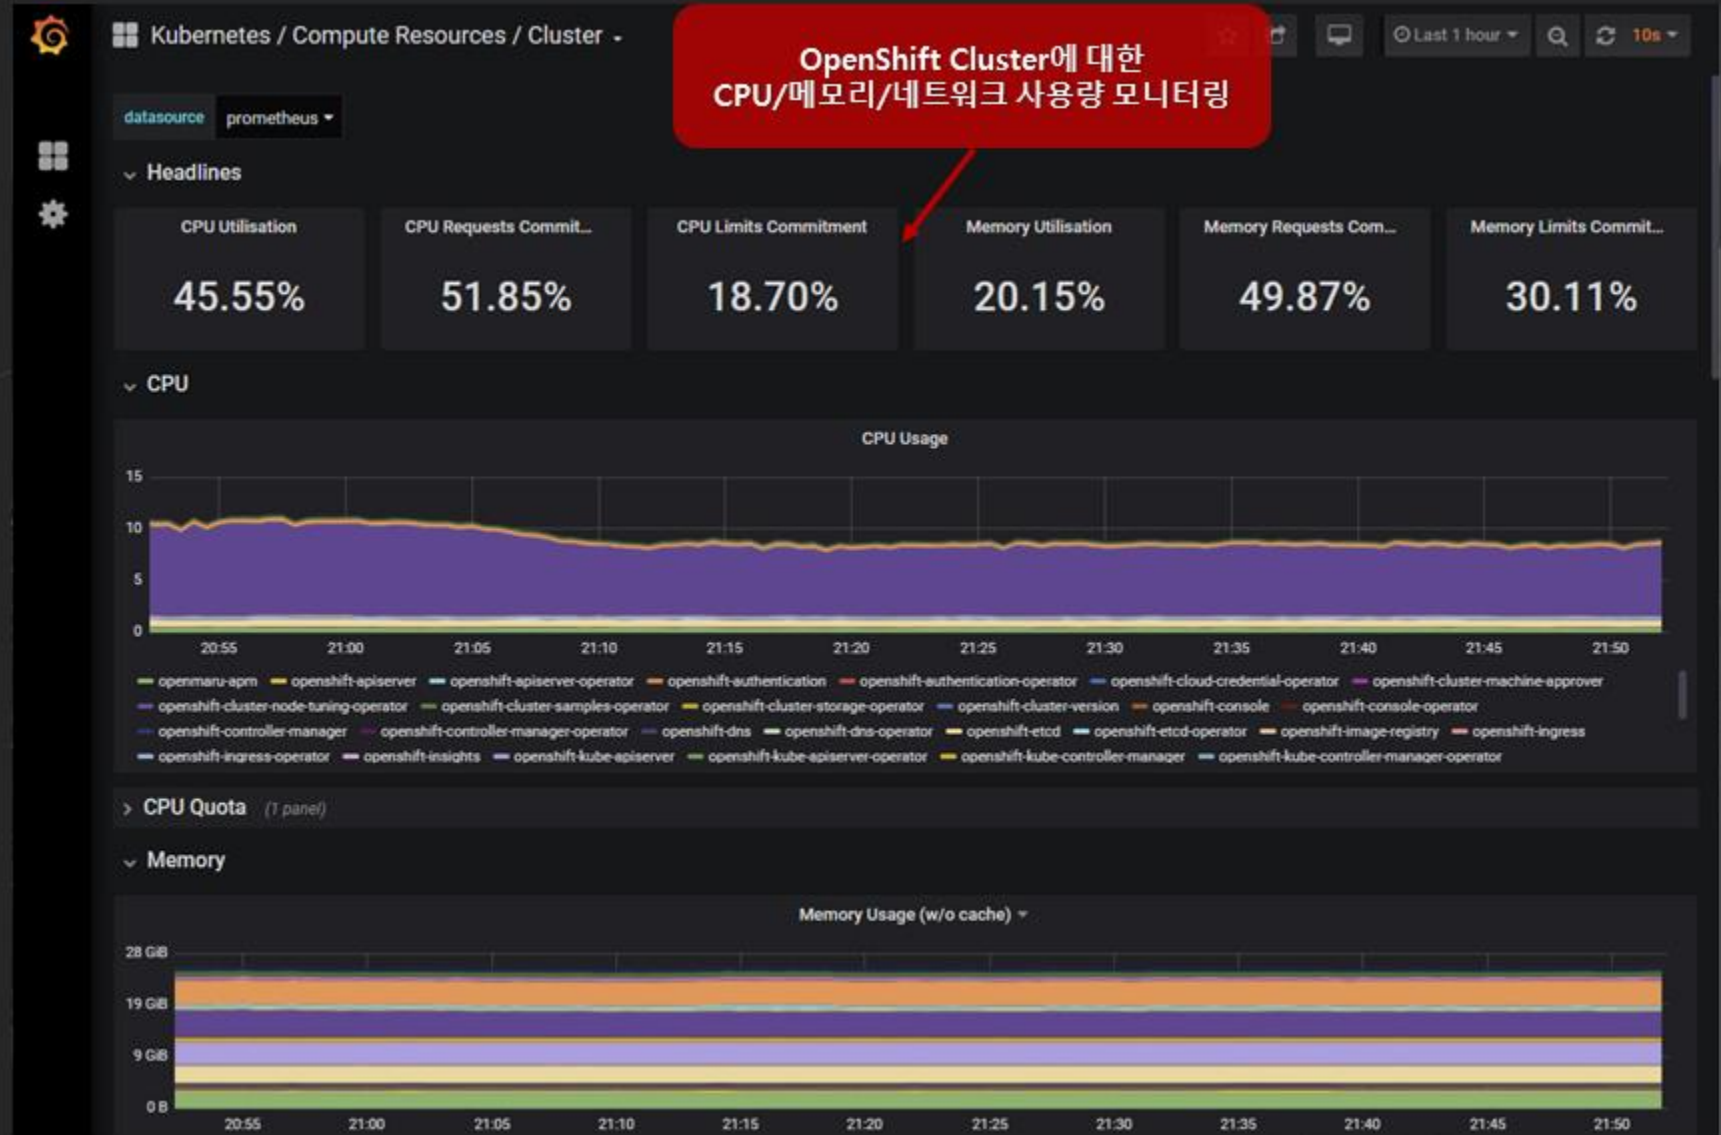 Kubernetes / Compute Resources / Cluster
OpenShift Cluster에 대한
CPU/메모리/네트워크 사용량 모니터링
Last 1 hour
10s
datasource
prometheus
Headlines
CPU Utilisation
45.55%
CPU Requests Commit...
51.85%
CPU Limits Commitment
18.70%
Memory Utilisation
20.15%
Memory Requests Com...
49.87%
Memory Limits Commit...
30.11%
CPU
CPU Usage
15
10
5
0
20:55 21:00 21:05 21:10 21:15 21:20 21:25 21:30 21:35 21:40 21:45 21:50
openmaru-apm openshift-apiserver openshift-apiserver-operator openshift-authentication openshift-authentication-operator openshift-cloud-credential-operator openshift-cluster-machine-approver
openshift-cluster-node-tuning-operator openshift-cluster-samples-operator openshift-cluster-storage-operator openshift-cluster-version openshift-console openshift-console-operator
openshift-controller-manager openshift-controller-manager-operator openshift-dns openshift-dns-operator openshift-etcd openshift-etcd-operator openshift-image-registry openshift-ingress
openshift-ingress-operator openshift-insights openshift-kube-apiserver openshift-kube-apiserver-operator openshift-kube-controller-manager openshift-kube-controller-manager-operator
CPU Quota (1 panel)
Memory
Memory Usage (w/o cache)
28 GiB
19 GiB
9 GiB
0 B
20:55 21:00 21:05 21:10 21:15 21:20 21:25 21:30 21:35 21:40 21:45 21:50